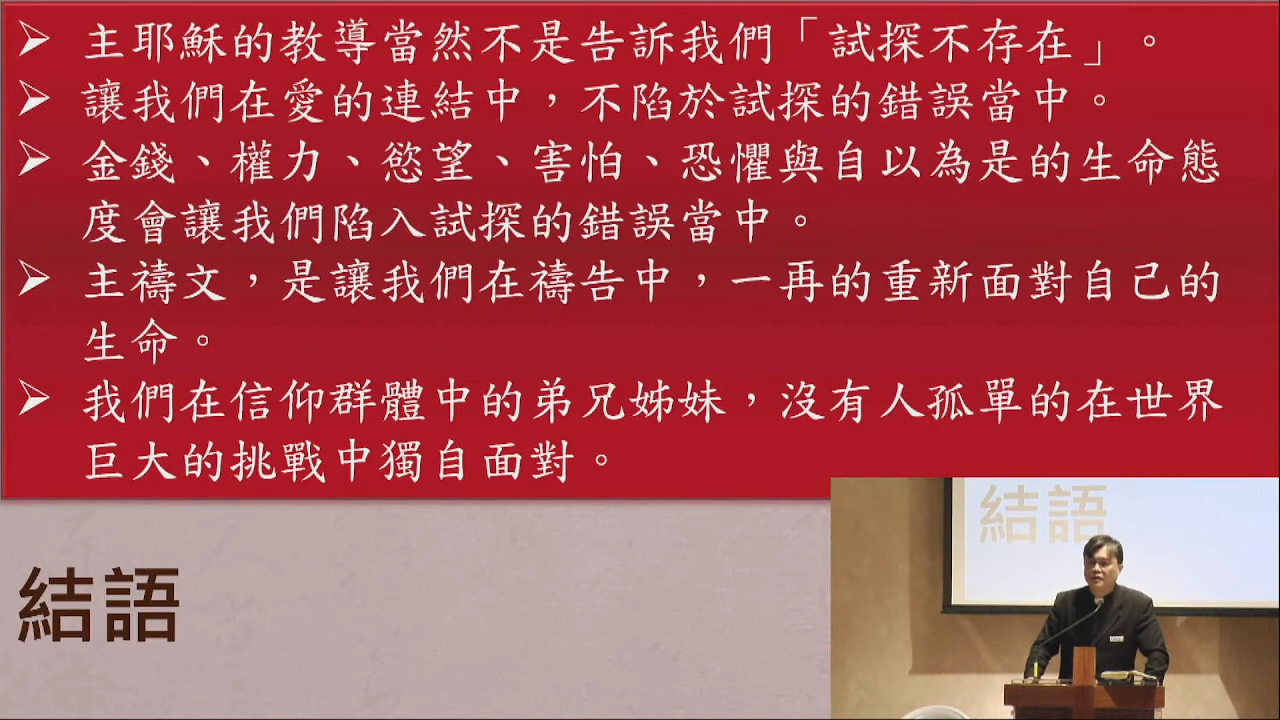 主耶穌的教導當然不是告訴我們「試探不存在」。
讓我們在愛的連結中，不陷於試探的錯誤當中。
金錢、權力、慾望、害怕、恐懼與自以為是的生命態
度會讓我們陷入試探的錯誤當中。
主禱文，是讓我們在禱告中，一再的重新面對自己的
生命。
我們在信仰群體中的弟兄姊妹，沒有人孤單的在世界
巨大的挑戰中獨自面對。
結語
結語